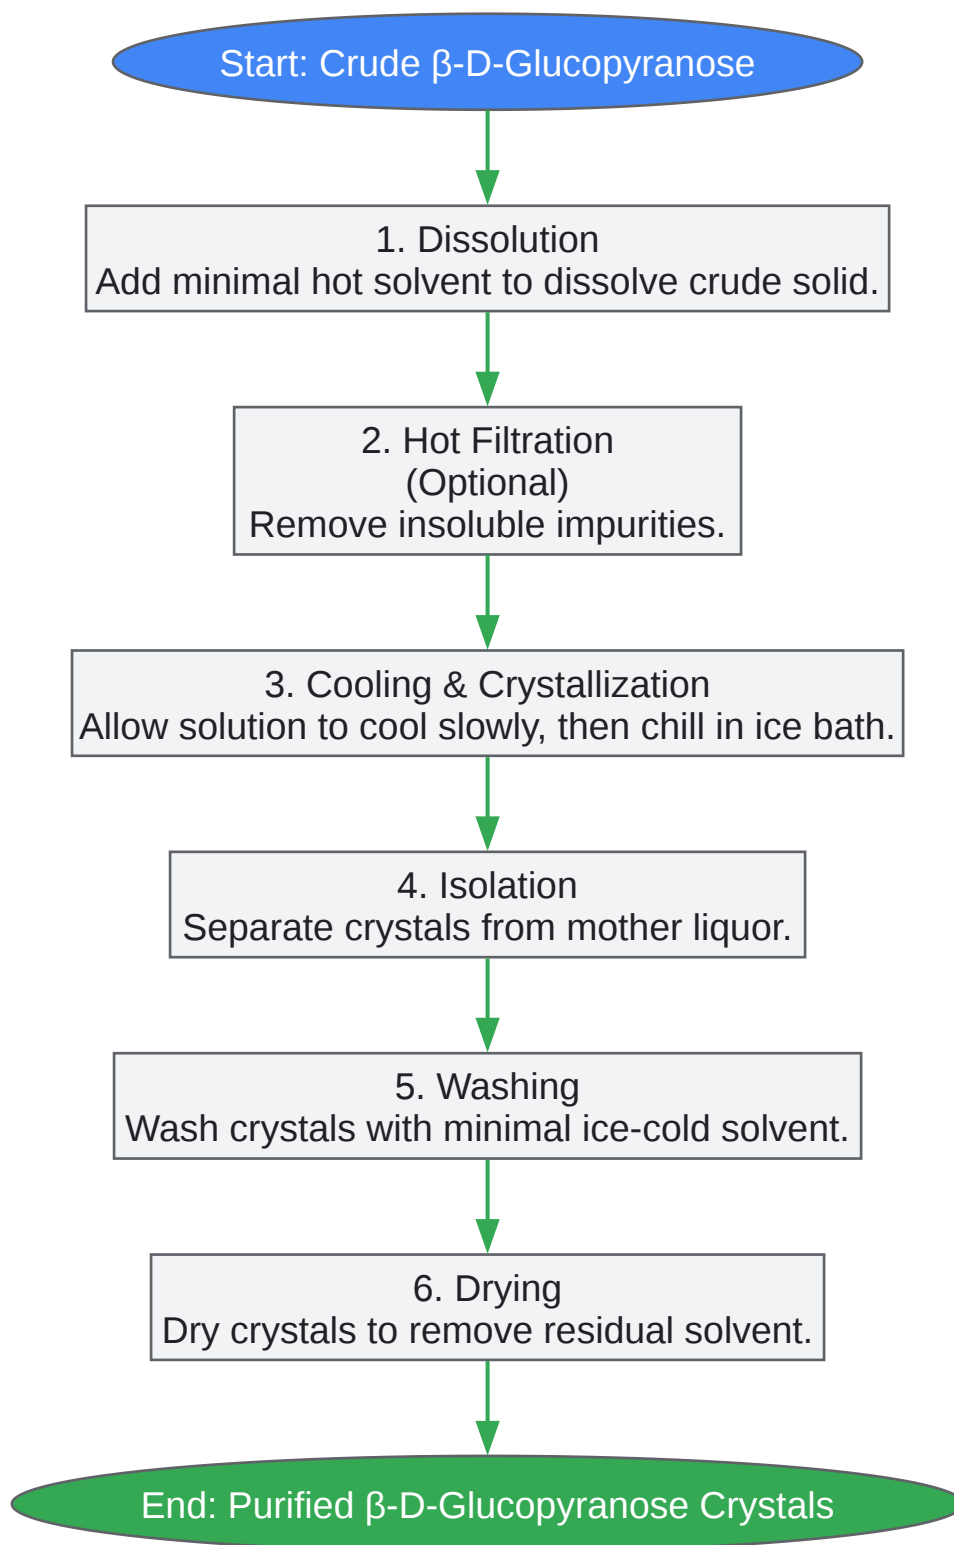 Start: Crude β-D-Glucopyranose
1. Dissolution
Add minimal hot solvent to dissolve crude solid.
2. Hot Filtration
(Optional)
Remove insoluble impurities.
3. Cooling & Crystallization
Allow solution to cool slowly, then chill in ice bath.
4. Isolation
Separate crystals from mother liquor.
5. Washing
Wash crystals with minimal ice-cold solvent.
6. Drying
Dry crystals to remove residual solvent.
End: Purified β-D-Glucopyranose Crystals